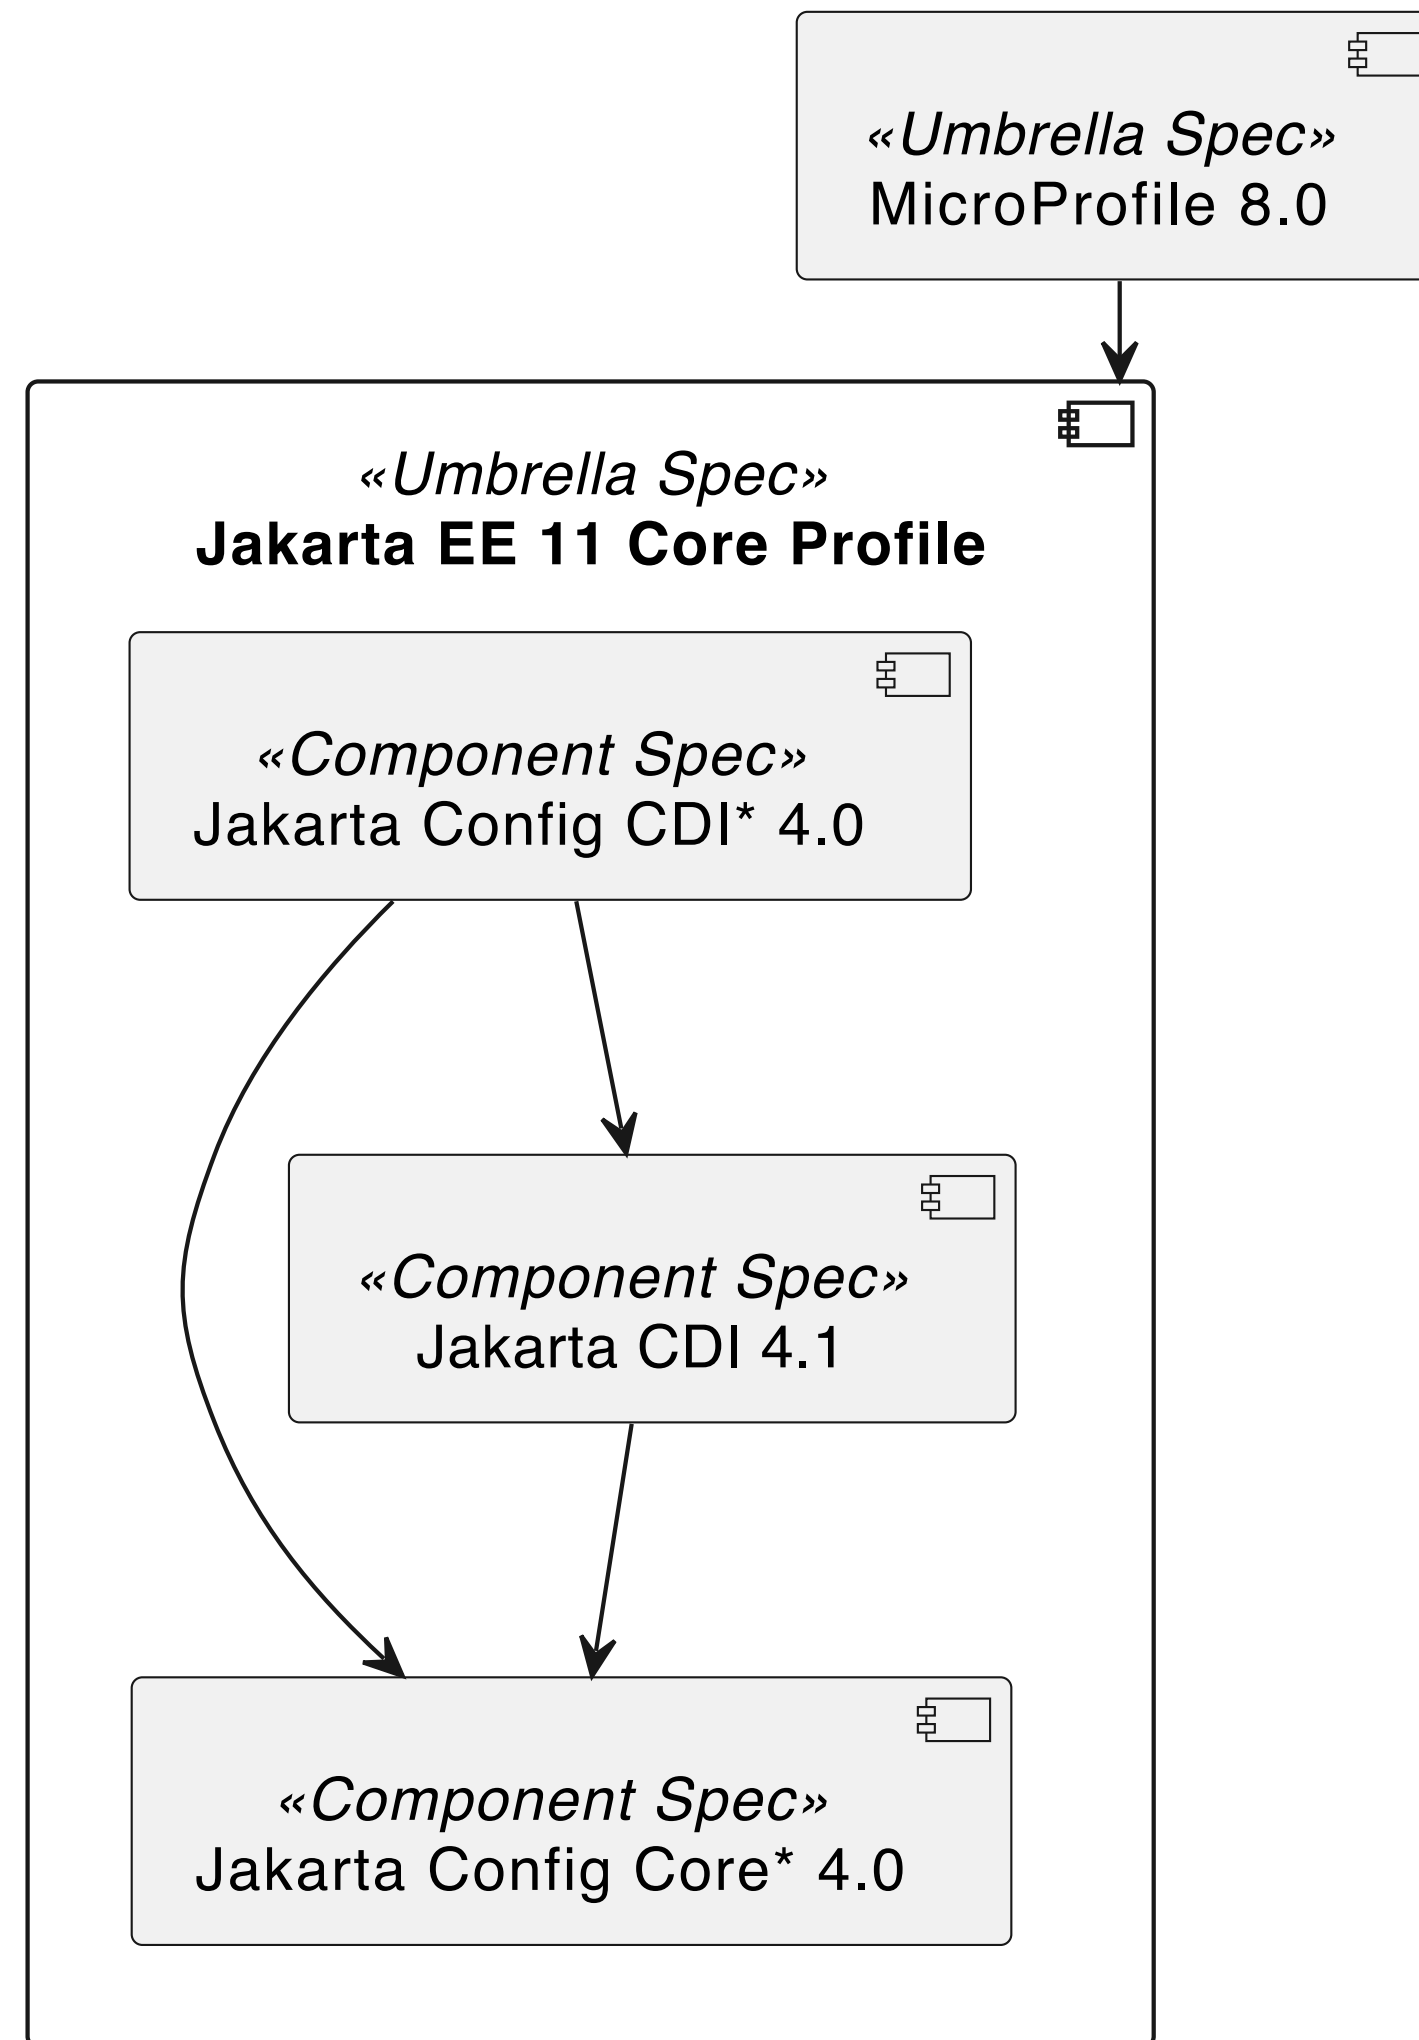 «Umbrella Spec»
MicroProfile 8.0
«Umbrella Spec»
Jakarta EE 11 Core Profile
«Component Spec»
Jakarta Config CDI* 4.0
«Component Spec»
Jakarta CDI 4.1
«Component Spec»
Jakarta Config Core* 4.0